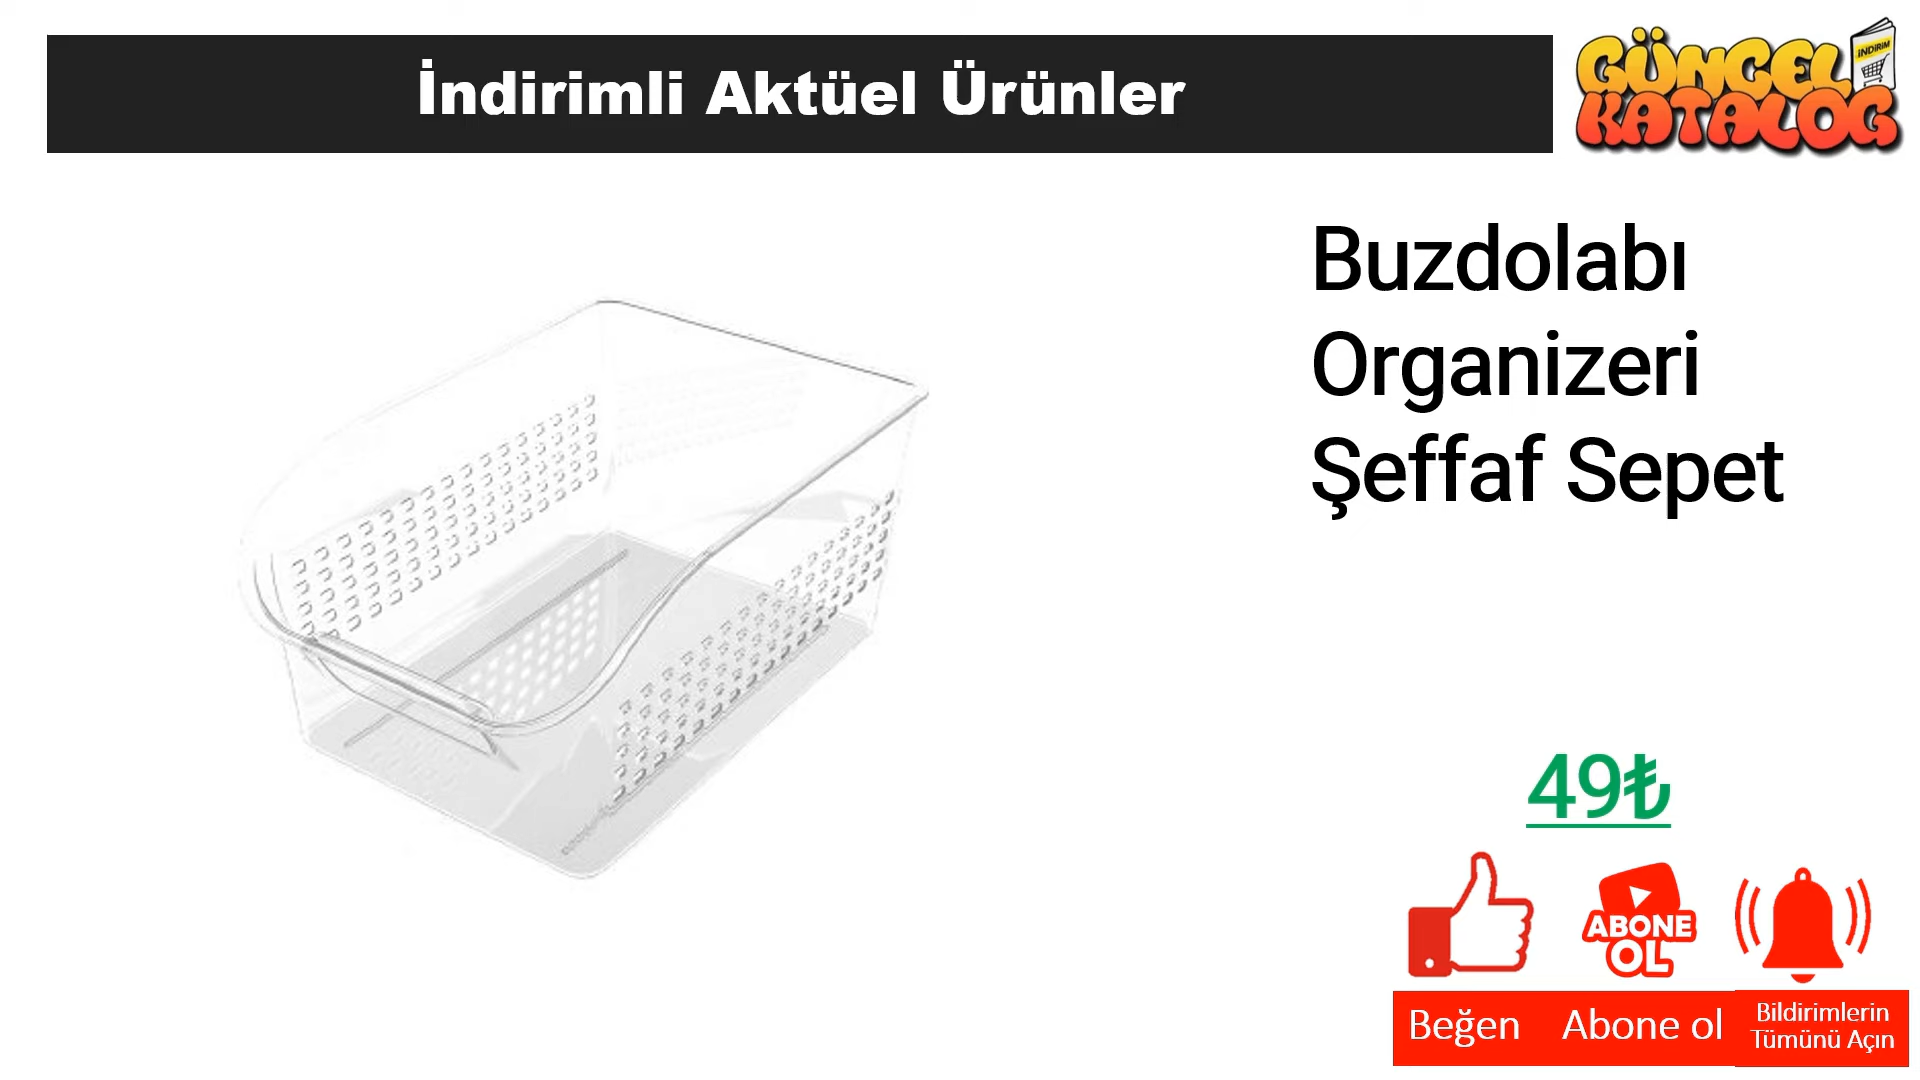 İndirimli Aktüel Ürünler
GÜNCEL
KATALOG
İNDİRİM
Buzdolabı
Organizeri
Şeffaf Sepet
49₺
ABONE
OL
Beğen
Abone ol
Bildirimlerin
Tümünü Açın